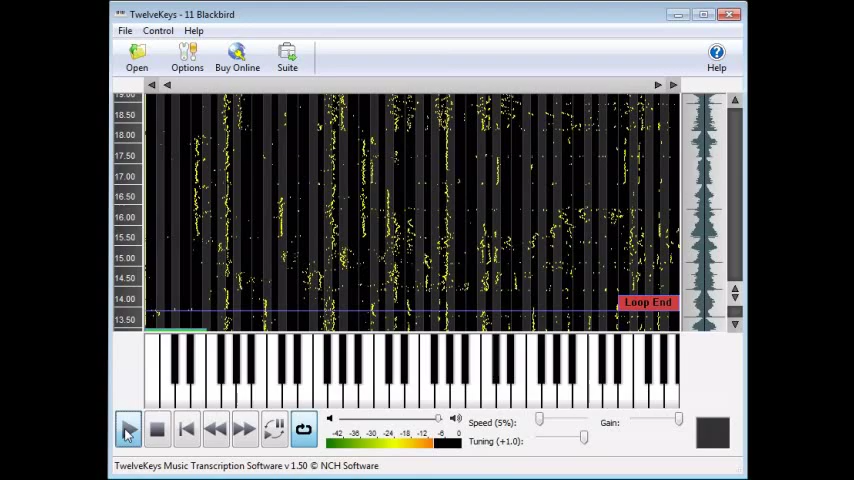 TwelveKeys - 11 Blackbird
File Control Help
Open Options Buy Online Suite Help
19.00
18.50
18.00
17.50
17.00
16.50
16.00
15.50
15.00
14.50
14.00
13.50
Loop End
-42 -36 -30 -24 -18 -12 -6 0
Speed (5%):
Gain:
Tuning (+1.0):
TwelveKeys Music Transcription Software v 1.50 © NCH Software